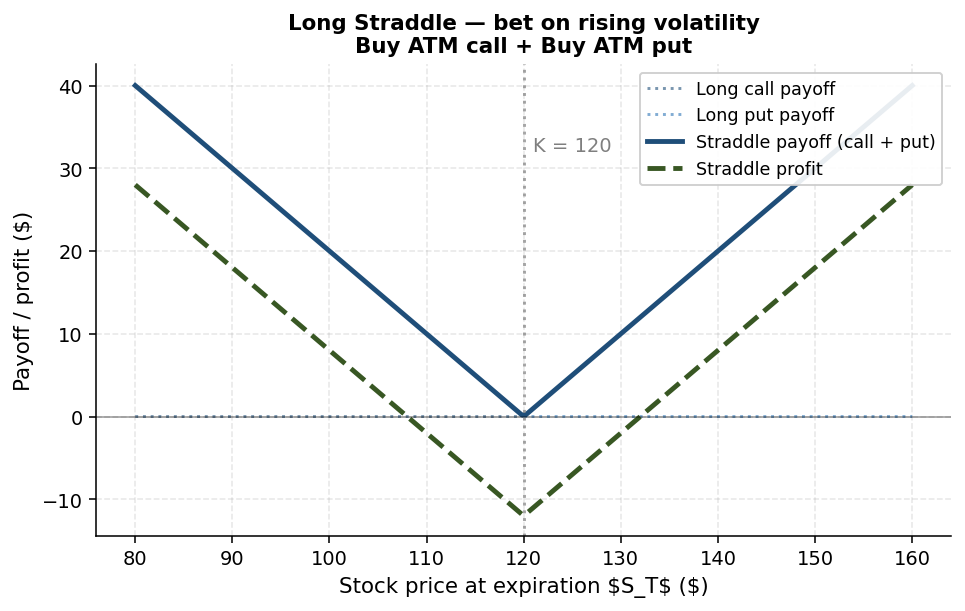 Long Straddle — bet on rising volatility
Buy ATM call + Buy ATM put
Long call payoff
Long put payoff
Straddle payoff (call + put)
Straddle profit
K = 120
Payoff / profit ($)
40
30
20
10
0
−10
80
90
100
110
120
130
140
150
160
Stock price at expiration $S_T$ ($)